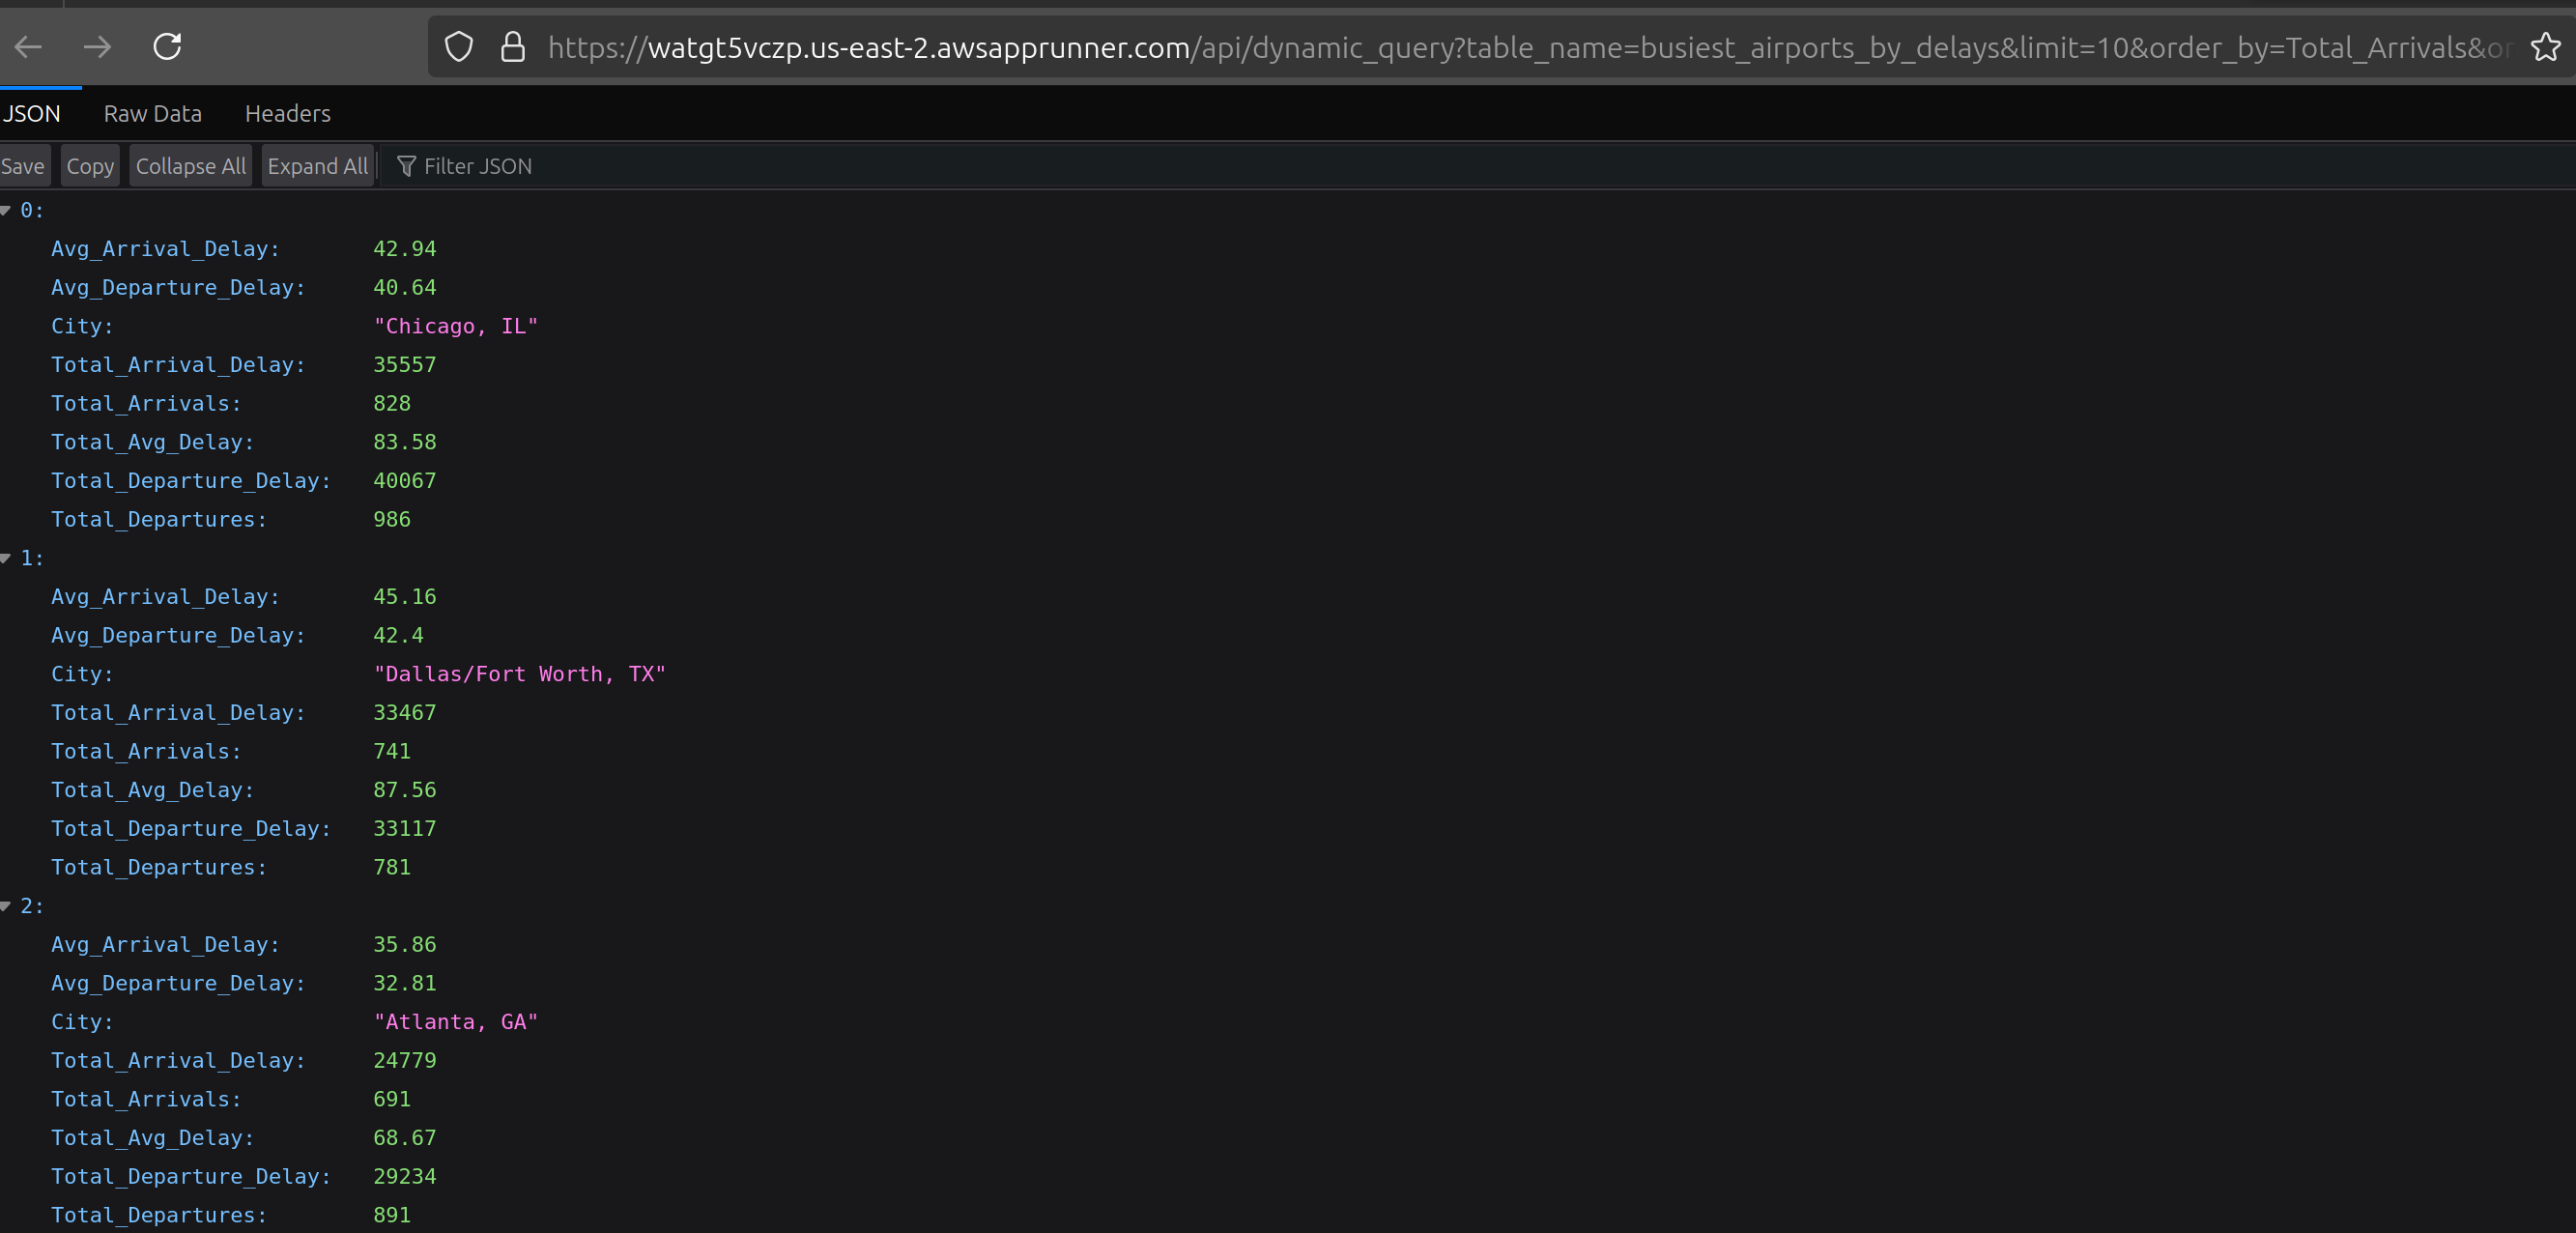 https://watgt5vczp.us-east-2.awsapprunner.com/api/dynamic_query?table_name=busiest_airports_by_delays&limit=10&order_by=Total_Arrivals&or
JSON Raw Data Headers
Save Copy Collapse All Expand All Filter JSON
0:
Avg_Arrival_Delay: 42.94
Avg_Departure_Delay: 40.64
City: "Chicago, IL"
Total_Arrival_Delay: 35557
Total_Arrivals: 828
Total_Avg_Delay: 83.58
Total_Departure_Delay: 40067
Total_Departures: 986
1:
Avg_Arrival_Delay: 45.16
Avg_Departure_Delay: 42.4
City: "Dallas/Fort Worth, TX"
Total_Arrival_Delay: 33467
Total_Arrivals: 741
Total_Avg_Delay: 87.56
Total_Departure_Delay: 33117
Total_Departures: 781
2:
Avg_Arrival_Delay: 35.86
Avg_Departure_Delay: 32.81
City: "Atlanta, GA"
Total_Arrival_Delay: 24779
Total_Arrivals: 691
Total_Avg_Delay: 68.67
Total_Departure_Delay: 29234
Total_Departures: 891